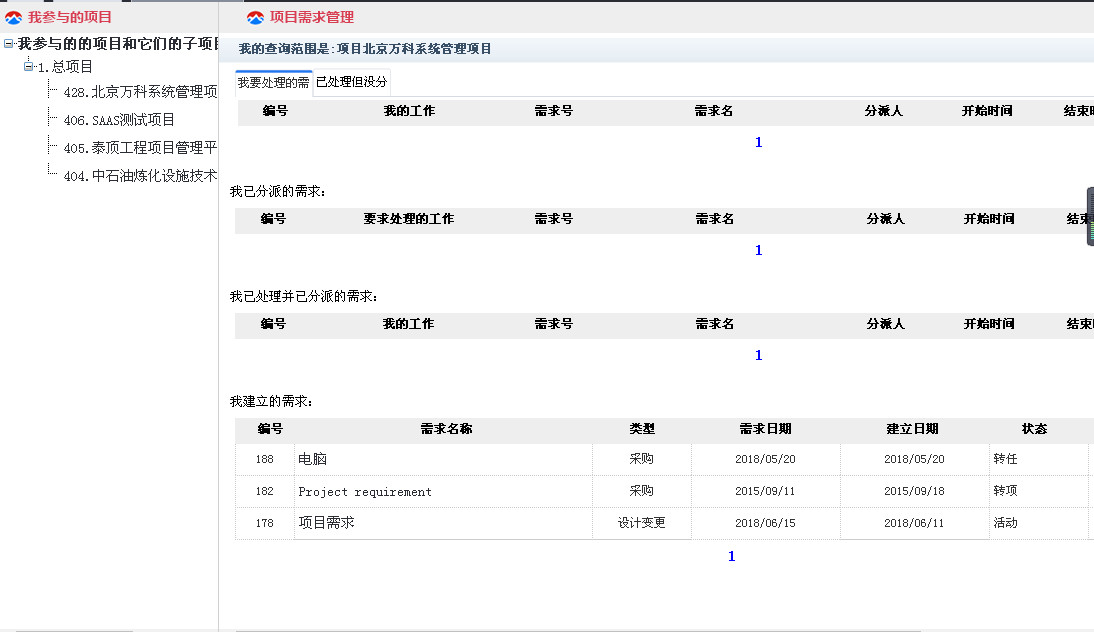 我参与的项目
我参与的的项目和它们的子项目
1.总项目
428.北京万科系统管理项
406.SAAS测试项目
405.泰顶工程项目管理平
404.中石油炼化设施技术
项目需求管理
我的查询范围是:项目北京万科系统管理项目
我要处理的需 已处理但没分
编号 我的工作 需求号 需求名 分派人 开始时间 结束时
1
我已分派的需求:
编号 要求处理的工作 需求号 需求名 分派人 开始时间 结束
1
我已处理并已分派的需求:
编号 我的工作 需求号 需求名 分派人 开始时间 结束时
1
我建立的需求:
编号 需求名称 类型 需求日期 建立日期 状态
188 电脑 采购 2018/05/20 2018/05/20 转任
182 Project requirement 采购 2015/09/11 2015/09/18 转项
178 项目需求 设计变更 2018/06/15 2018/06/11 活动
1